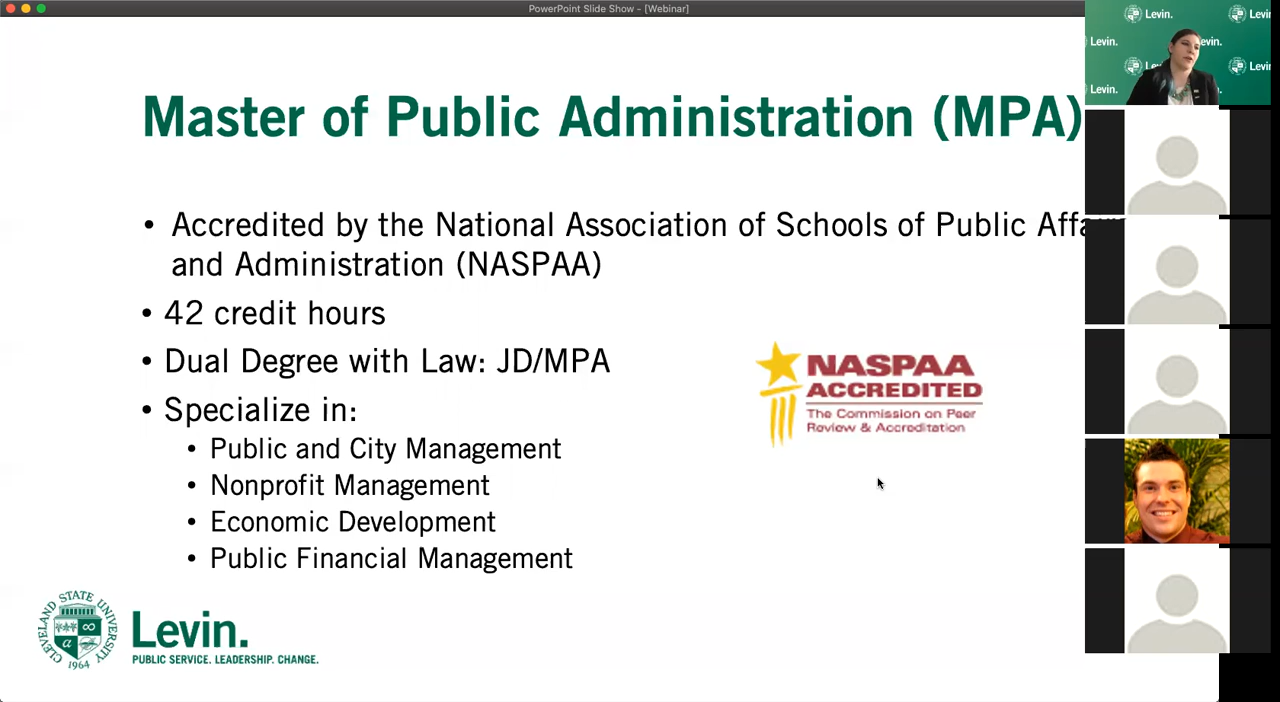 PowerPoint Slide Show - [Webinar]
Master of Public Administration (MPA)
• Accredited by the National Association of Schools of Public
and Administration (NASPAA)
• 42 credit hours
• Dual Degree with Law: JD/MPA
• Specialize in:
• Public and City Management
• Nonprofit Management
• Economic Development
• Public Financial Management
NASPAA
ACCREDITED
The Commission on Peer
Review & Accreditation
CLEVELAND STATE UNIVERSITY
1964
Levin.
PUBLIC SERVICE. LEADERSHIP. CHANGE.
Levin.
Levin.
Levin.
Levin.